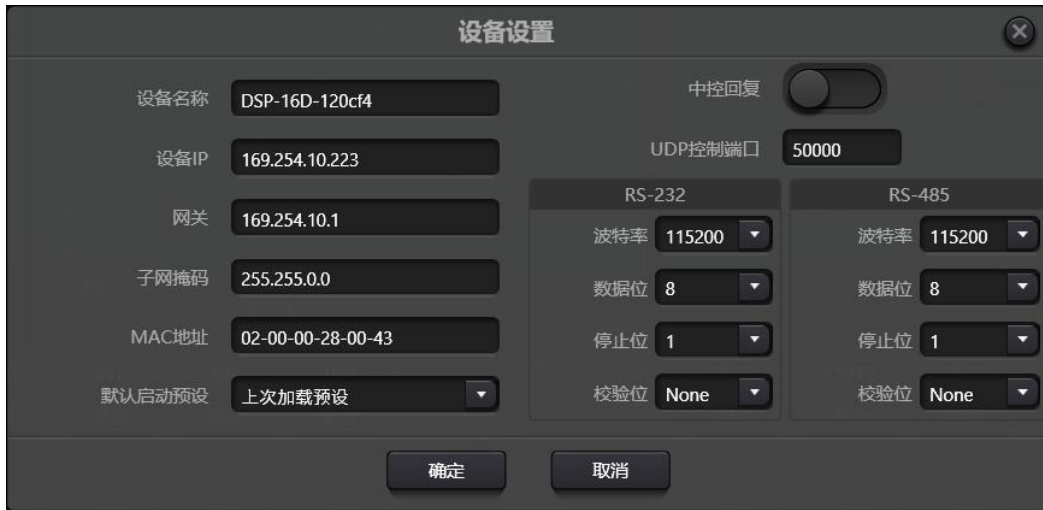 设备设置
设备名称 DSP-16D-120cf4
设备IP 169.254.10.223
网关 169.254.10.1
子网掩码 255.255.0.0
MAC地址 02-00-00-28-00-43
默认启动预设 上次加载预设
中控回复
UDP控制端口 50000
RS-232
波特率 115200
数据位 8
停止位 1
校验位 None
RS-485
波特率 115200
数据位 8
停止位 1
校验位 None
确定 取消